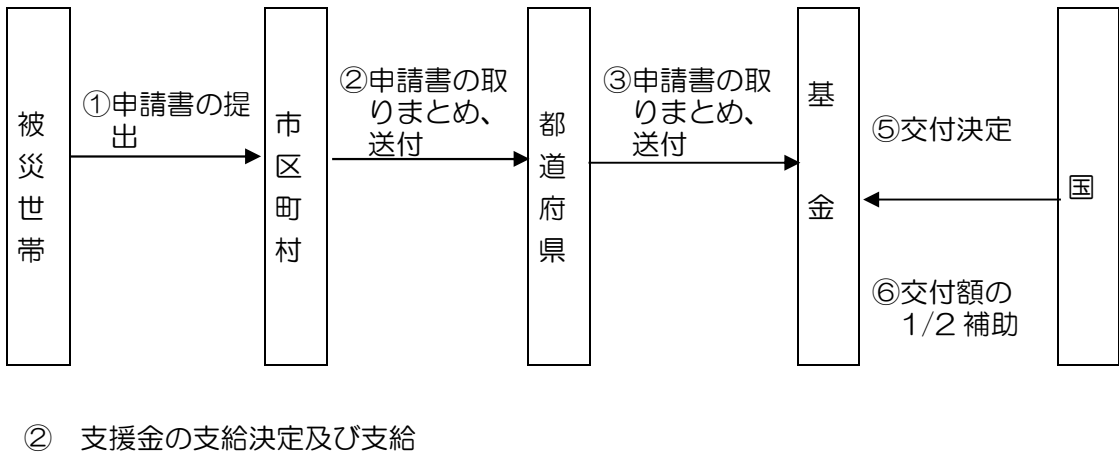 被災世帯
①申請書の提
出
市区町村
②申請書の取
りまとめ、
送付
都道府県
③申請書の取
りまとめ、
送付
基金
⑤交付決定
⑥交付額の
1/2 補助
国
② 支援金の支給決定及び支給